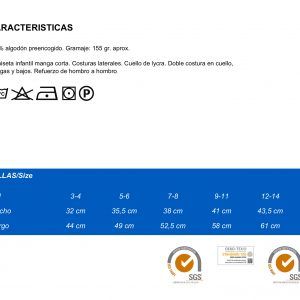 ARACTERISTICAS
% algodón preencogido. Gramaje: 155 gr. aprox.
iseta infantil manga corta. Costuras laterales. Cuello de lycra. Doble costura en cuello,
gas y bajos. Refuerzo de hombro a hombro
P
LLAS/Size
3-4 5-6 7-8 9-11 12-14
cho 32 cm 35,5 cm 38 cm 41 cm 43,5 cm
rgo 44 cm 49 cm 52,5 cm 58 cm 61 cm
OEKO-TEX®
SGS SGS